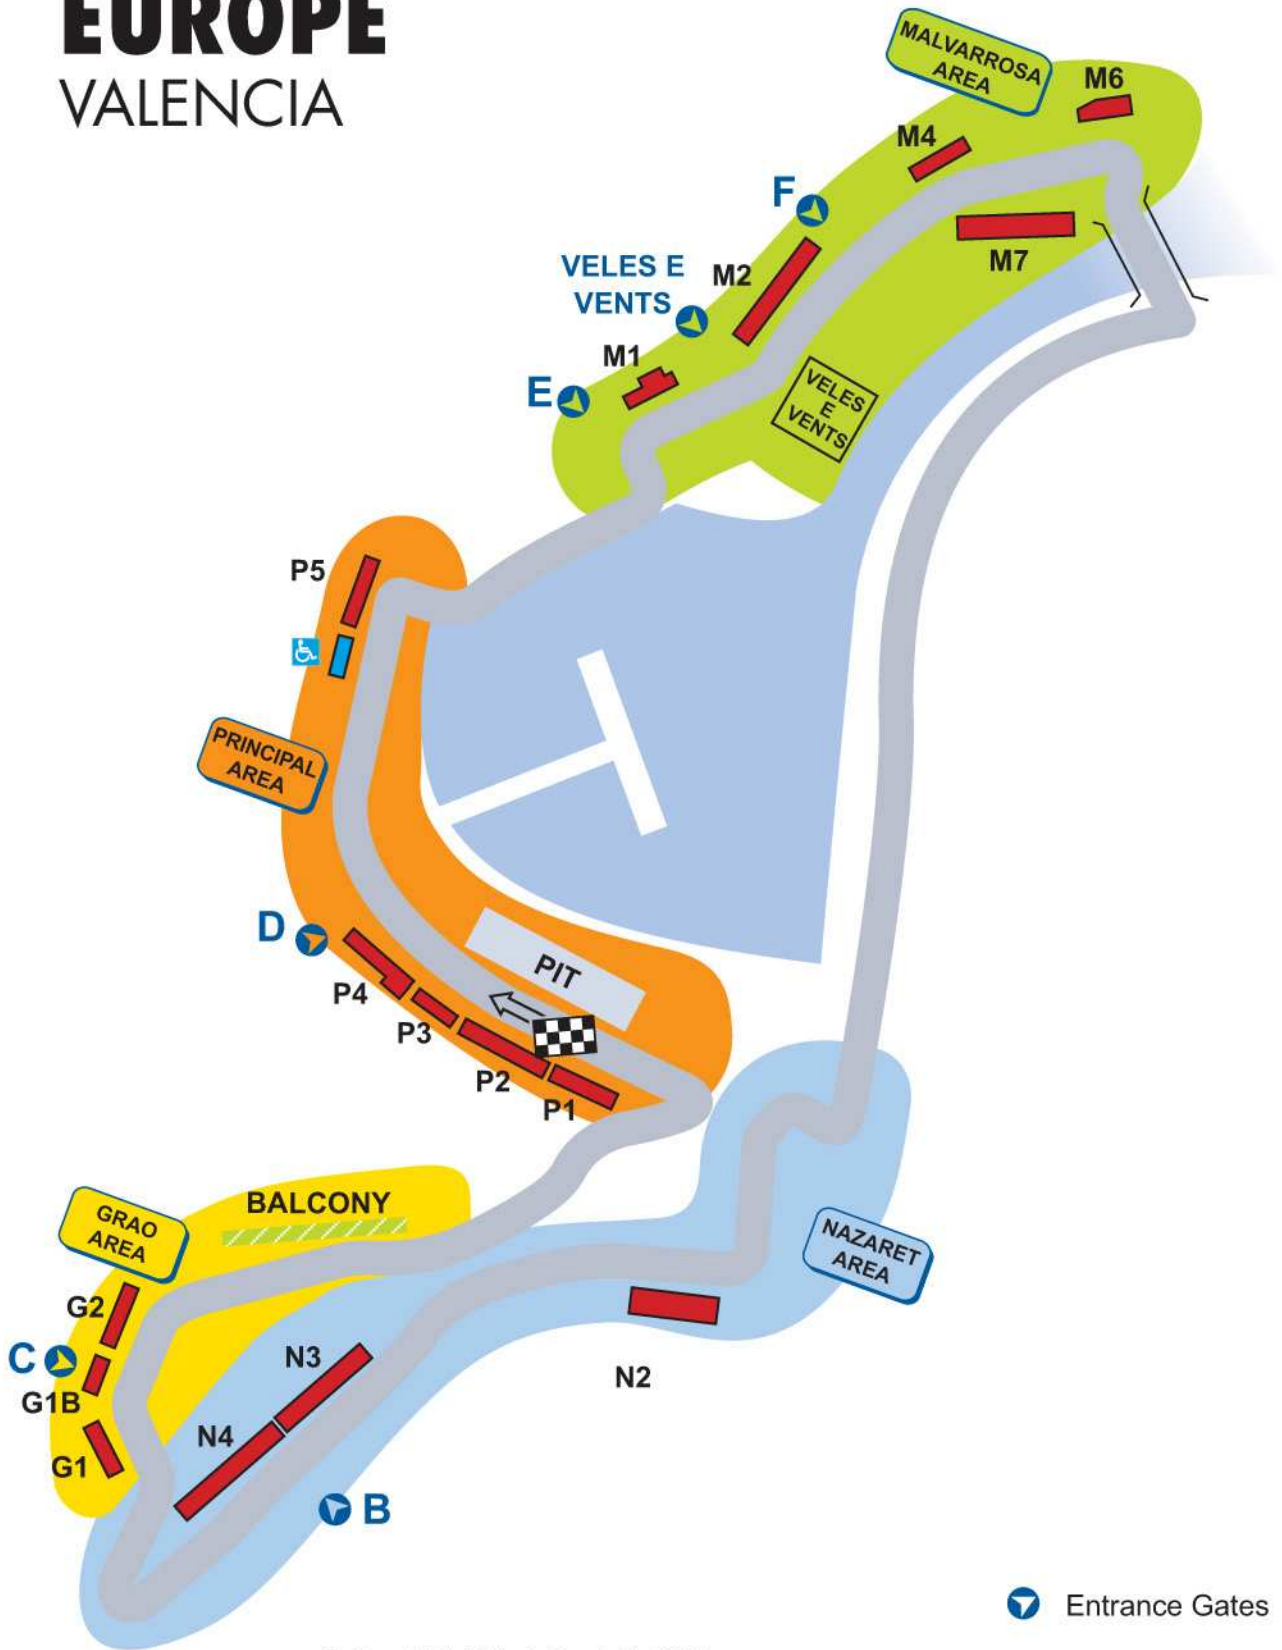 EUROPE
VALENCIA
MALVARROSA
AREA
M6
M4
F
M7
VELES E
VENTS
M2
M1
E
VELES
E
VENTS
P5
PRINCIPAL
AREA
D
PIT
P4
P3
P2
P1
BALCONY
GRAO
AREA
NAZARET
AREA
G2
C
N3
G1B
N2
N4
G1
B
Entrance Gates